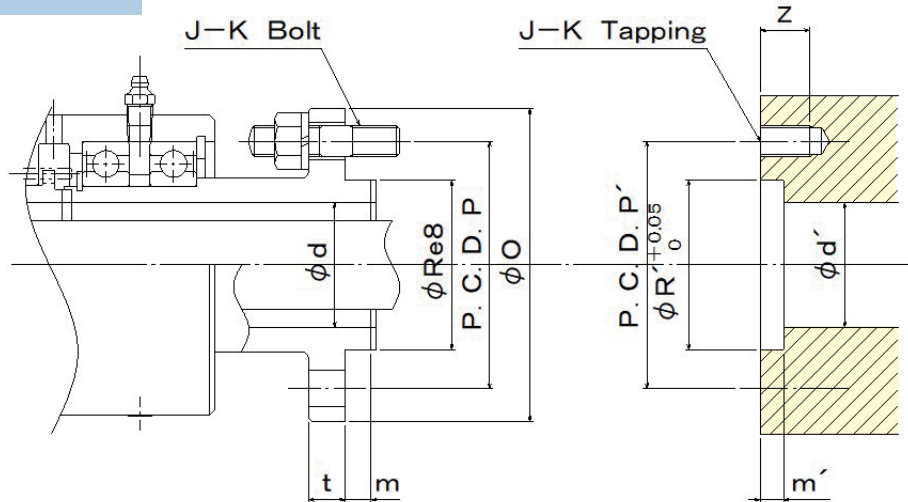 J-K Bolt
J-K Tapping
Z
φd
φRe8
P. C. D. P
φO
P. C. D. P′
φR′ +0.05 0
φd′
t
m
m′